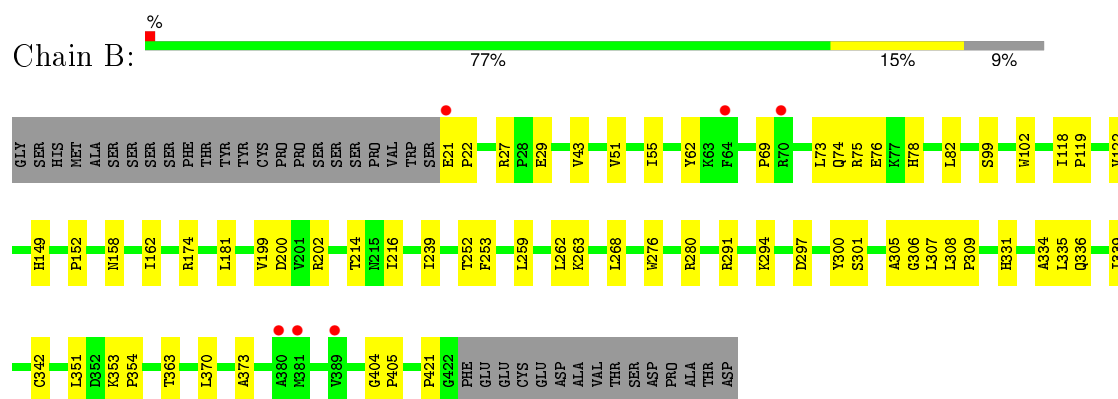 %
Chain B:
77% 15% 9%
GLY SER HIS MET ALA SER SER SER SER PHE THR TYR TYR CYS PRO PRO SER SER SER PRO VAL TRP SER E21 P22 R27 P28 E29 V43 V51 I55 Y62 K63 F64 P69 R70 L73 Q74 R75 E76 K77 H78 L82 S99 W102 I118 P119
H149 P152 N158 I162 R174 L181 V199 D200 V201 R202 T214 N215 I216 I239 T252 F253 L259 L262 K263 L268 W276 R280 R291 K294 D297 Y300 S301 A305 G306 L307 L308 P309 H331 A334 L335 Q336
C342 L351 D352 K353 P354 T363 L370 A373 A380 M381 V389 G404 P405 P421 G422 PHE GLU GLU CYS GLU ASP ALA VAL THR SER ASP PRO ALA THR ASP